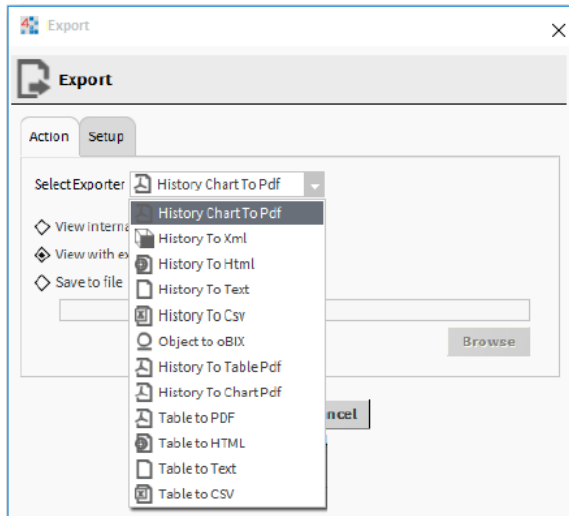 Export
Export
Action Setup
Select Exporter History Chart To Pdf
History Chart To Pdf
View interna
History To Xml
View with ex
History To Html
Save to file
History To Text
History To Csv
Object to oBIX
Browse
History To Table Pdf
History To Chart Pdf
Table to PDF
ncel
Table to HTML
Table to Text
Table to CSV